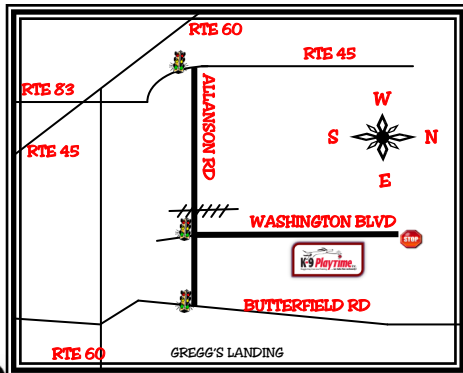 RTE 60
RTE 45
RTE 83
ALLANSON RD
W
S
N
E
RTE 45
WASHINGTON BLVD
STOP
K-9 Playtime
BUTTERFIELD RD
RTE 60
GREGG'S LANDING